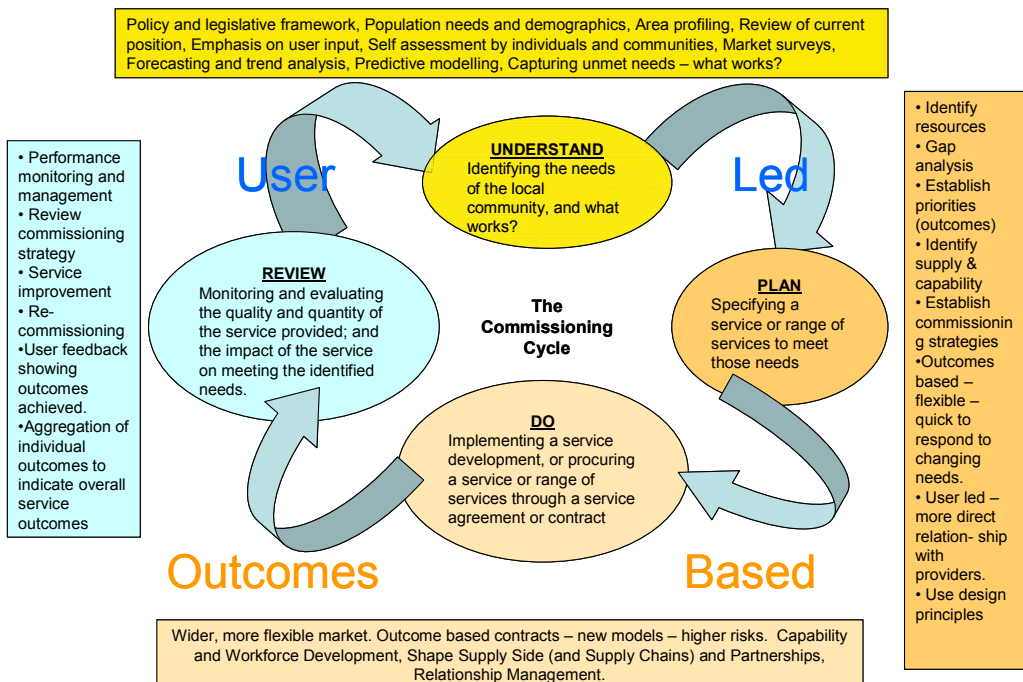 Policy and legislative framework, Population needs and demographics, Area profiling, Review of current
position, Emphasis on user input, Self assessment by individuals and communities, Market surveys,
Forecasting and trend analysis, Predictive modelling, Capturing unmet needs – what works?
User
Led
UNDERSTAND
Identifying the needs
of the local
community, and what
works?
• Performance
monitoring and
management
• Review
commissioning
strategy
• Service
improvement
• Re-
commissioning
•User feedback
showing
outcomes
achieved.
•Aggregation of
individual
outcomes to
indicate overall
service
outcomes
REVIEW
Monitoring and evaluating
the quality and quantity of
the service provided; and
the impact of the service
on meeting the identified
needs.
The
Commissioning
Cycle
PLAN
Specifying a
service or range of
services to meet
those needs
• Identify
resources
• Gap
analysis
• Establish
priorities
(outcomes)
• Identify
supply &
capability
• Establish
commissionin
g strategies
•Outcomes
based –
flexible –
quick to
respond to
changing
needs.
• User led –
more direct
relation- ship
with
providers.
• Use design
principles
DO
Implementing a service
development, or procuring
a service or range of
services through a service
agreement or contract
Outcomes
Based
Wider, more flexible market. Outcome based contracts – new models – higher risks. Capability
and Workforce Development, Shape Supply Side (and Supply Chains) and Partnerships,
Relationship Management.